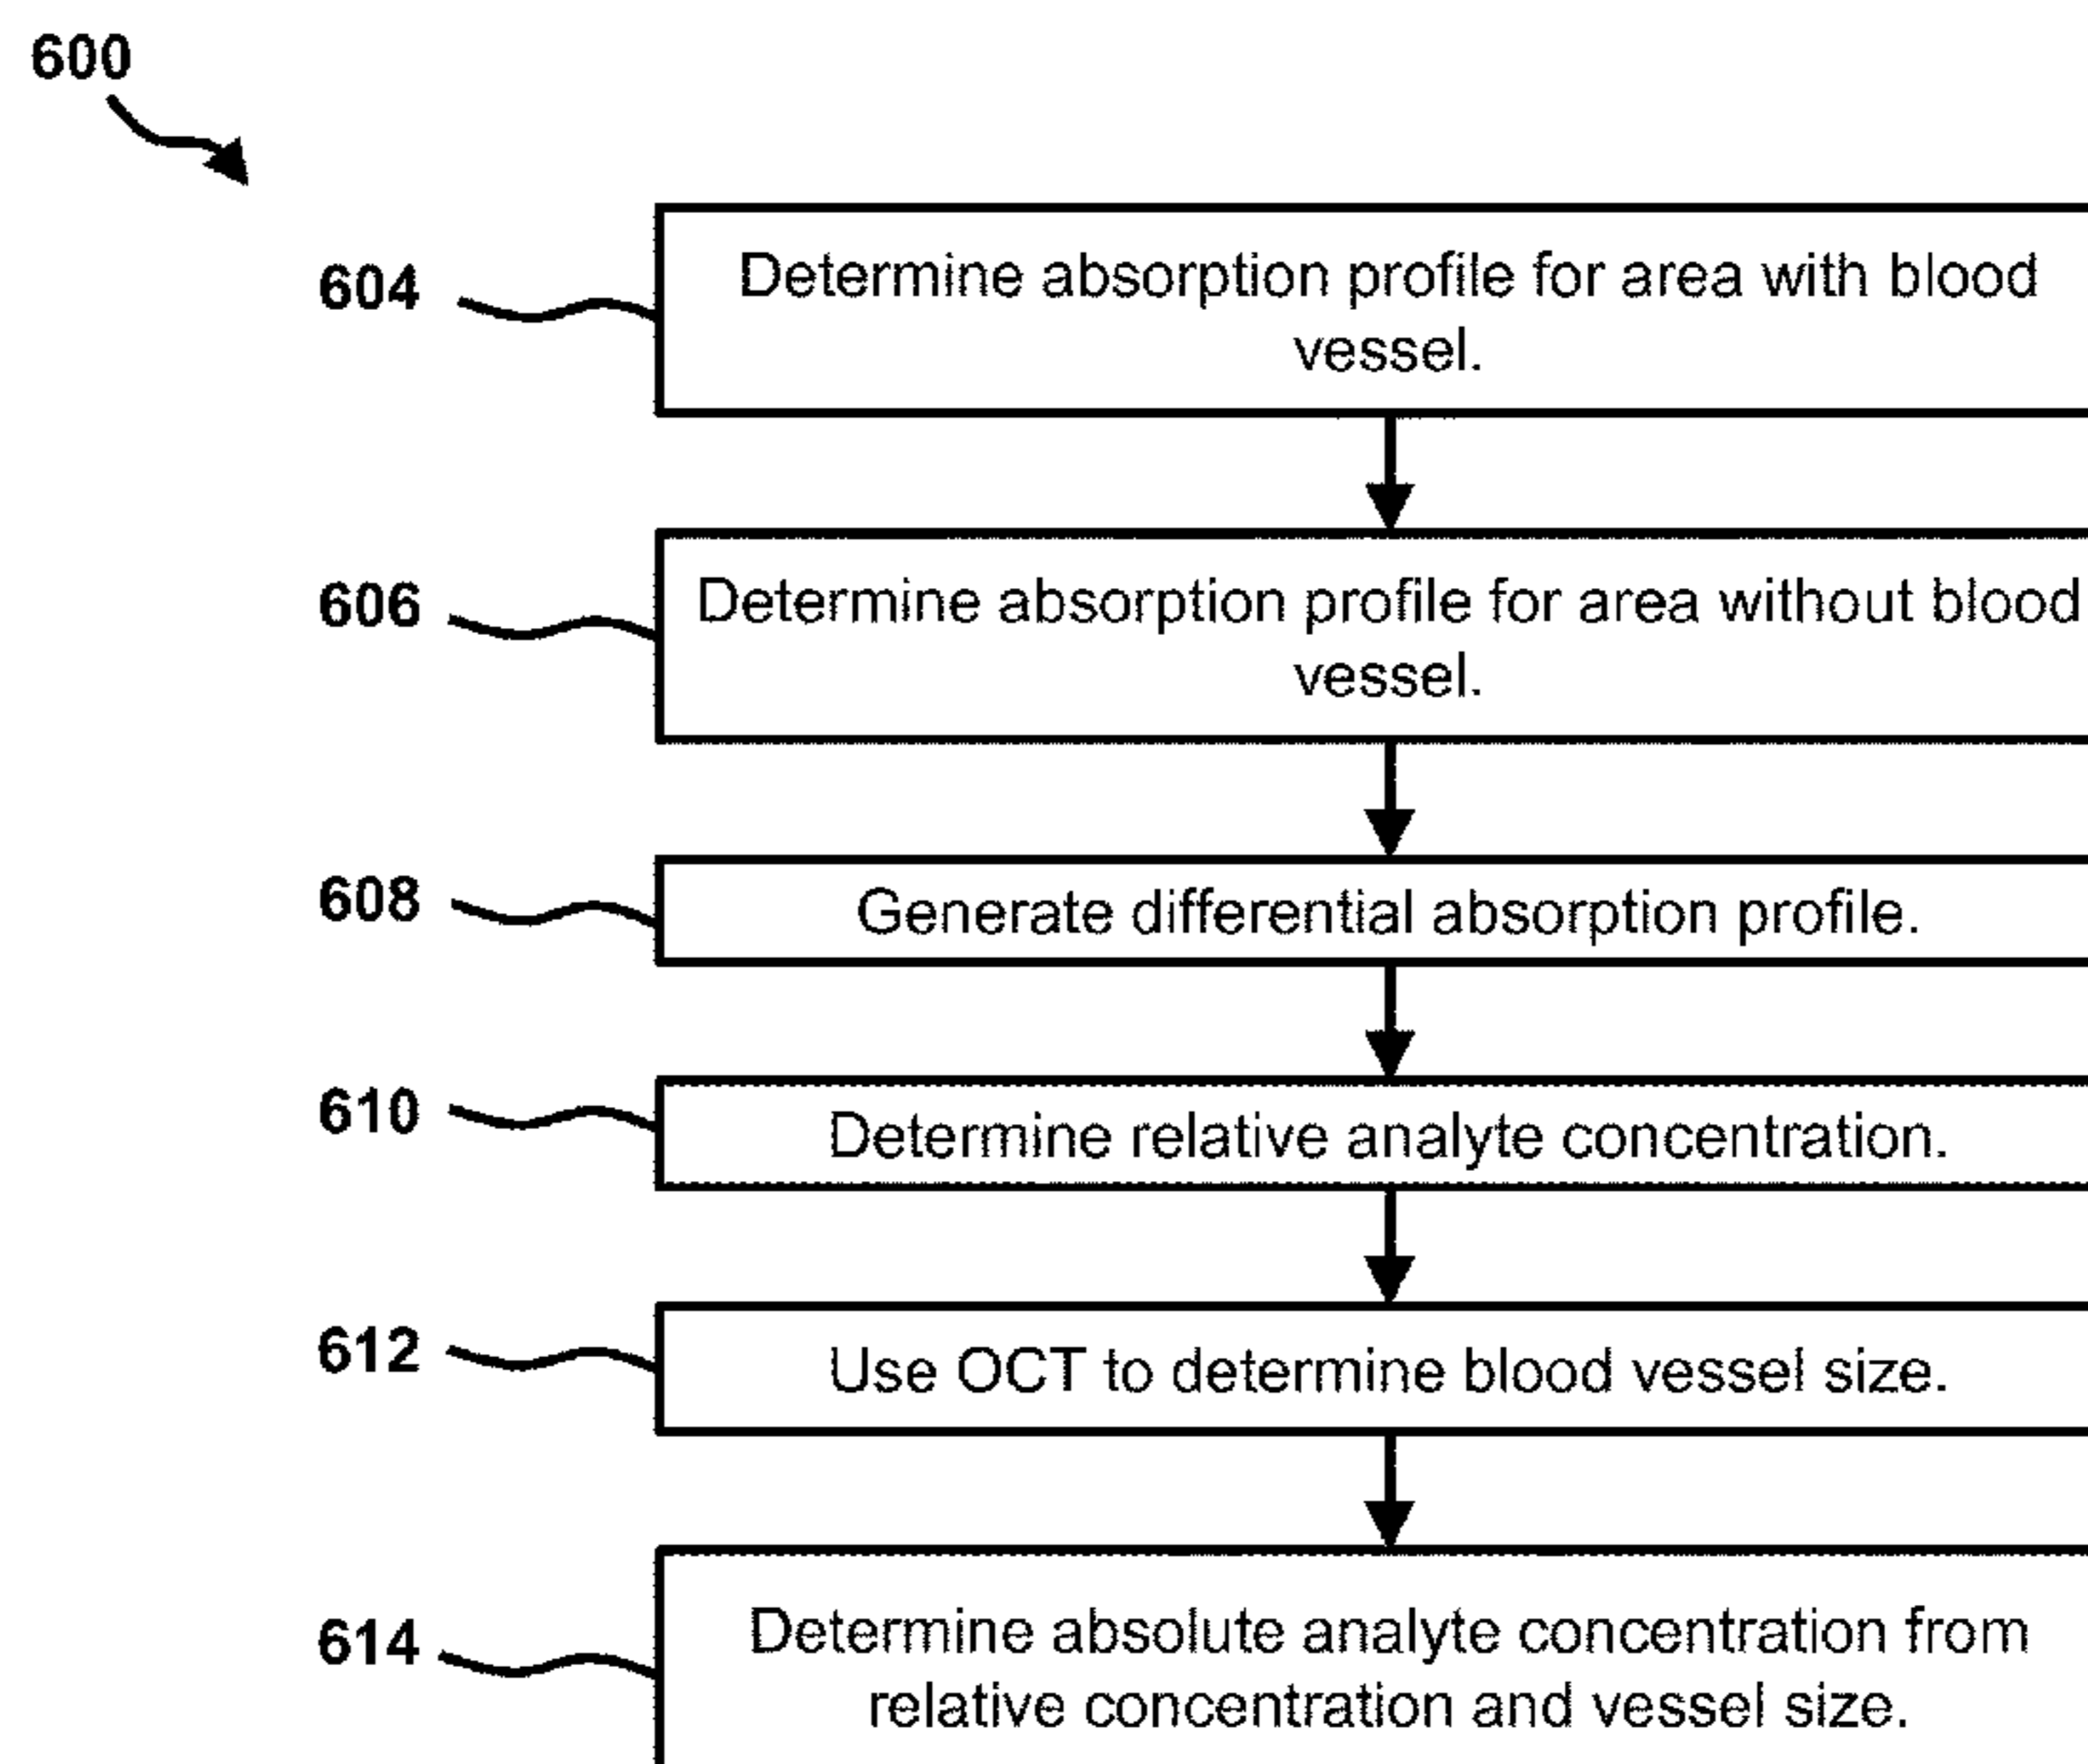 600
604
Determine absorption profile for area with blood
vessel.
606
Determine absorption profile for area without blood
vessel.
608
Generate differential absorption profile.
610
Determine relative analyte concentration.
612
Use OCT to determine blood vessel size.
614
Determine absolute analyte concentration from
relative concentration and vessel size.